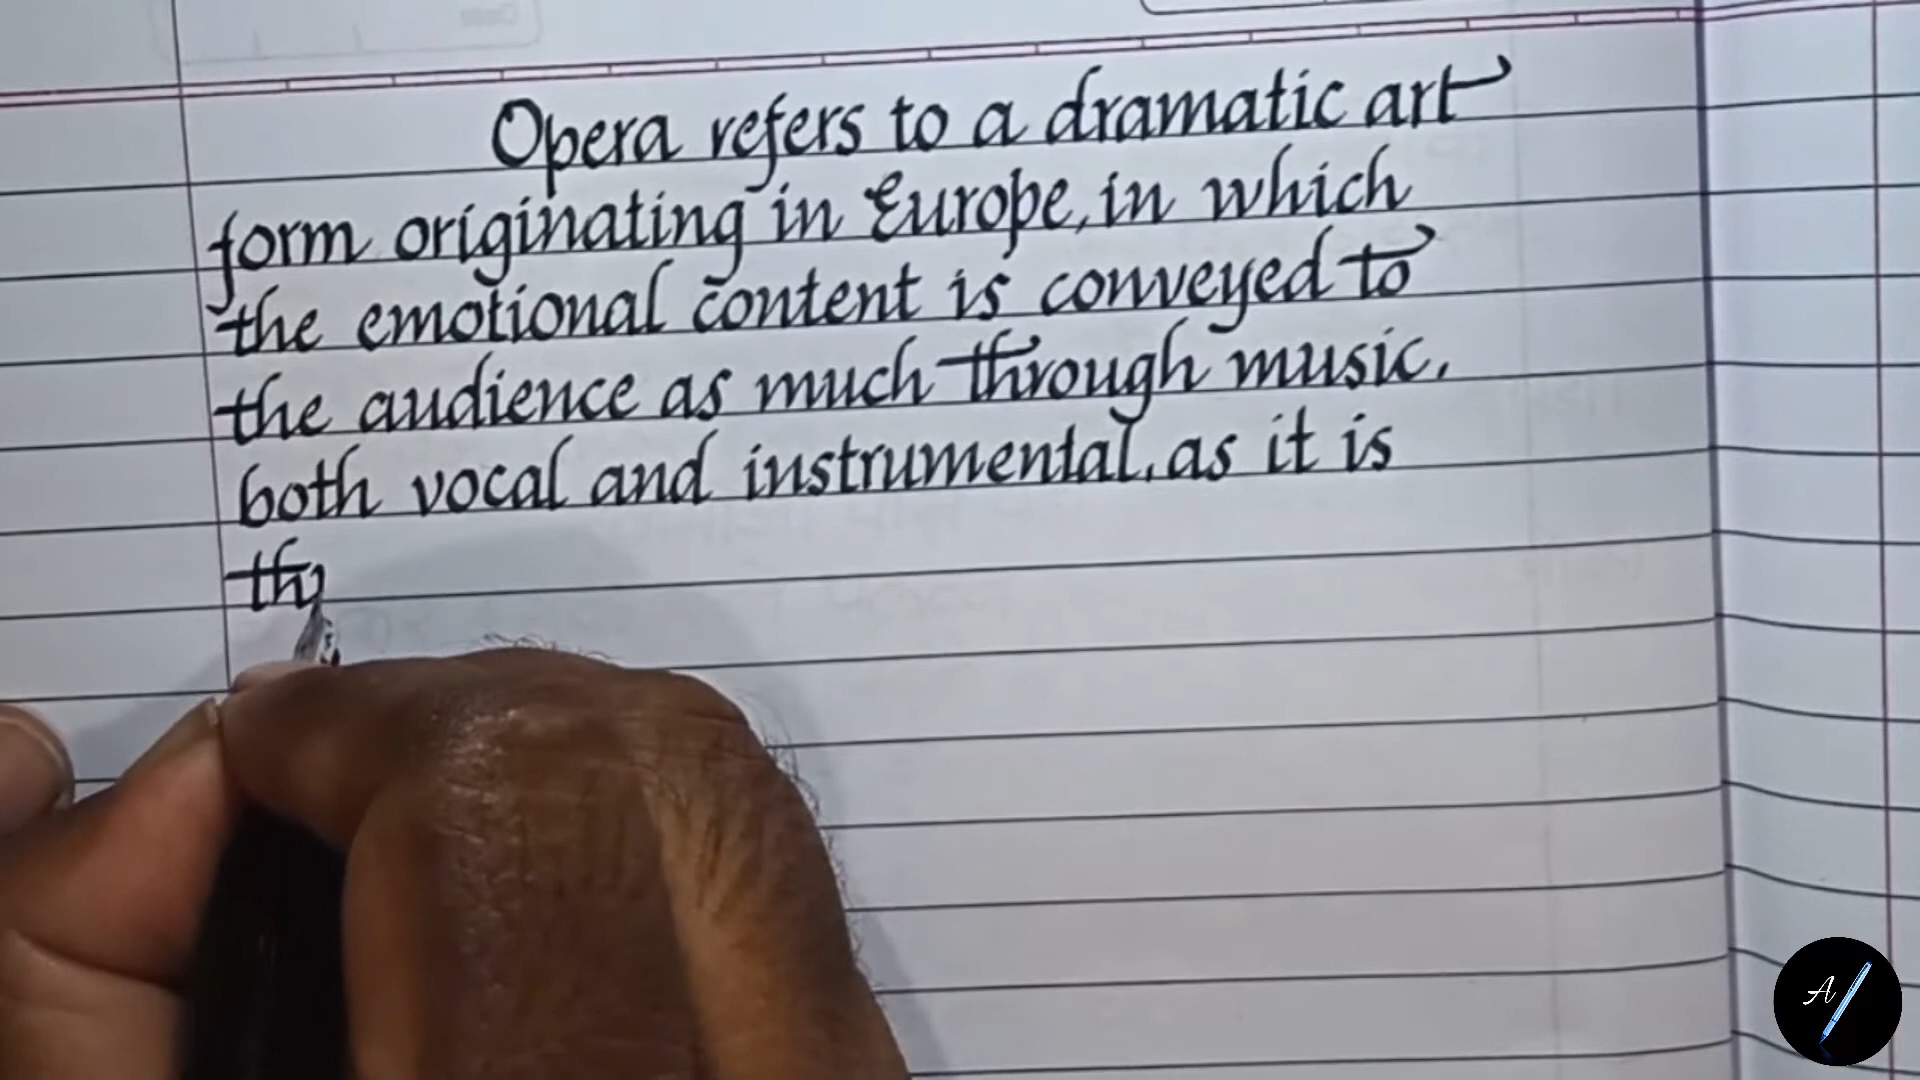 Opera refers to a dramatic art
form originating in Europe, in which
the emotional content is conveyed to
the audience as much through music,
both vocal and instrumental, as it is
th
A